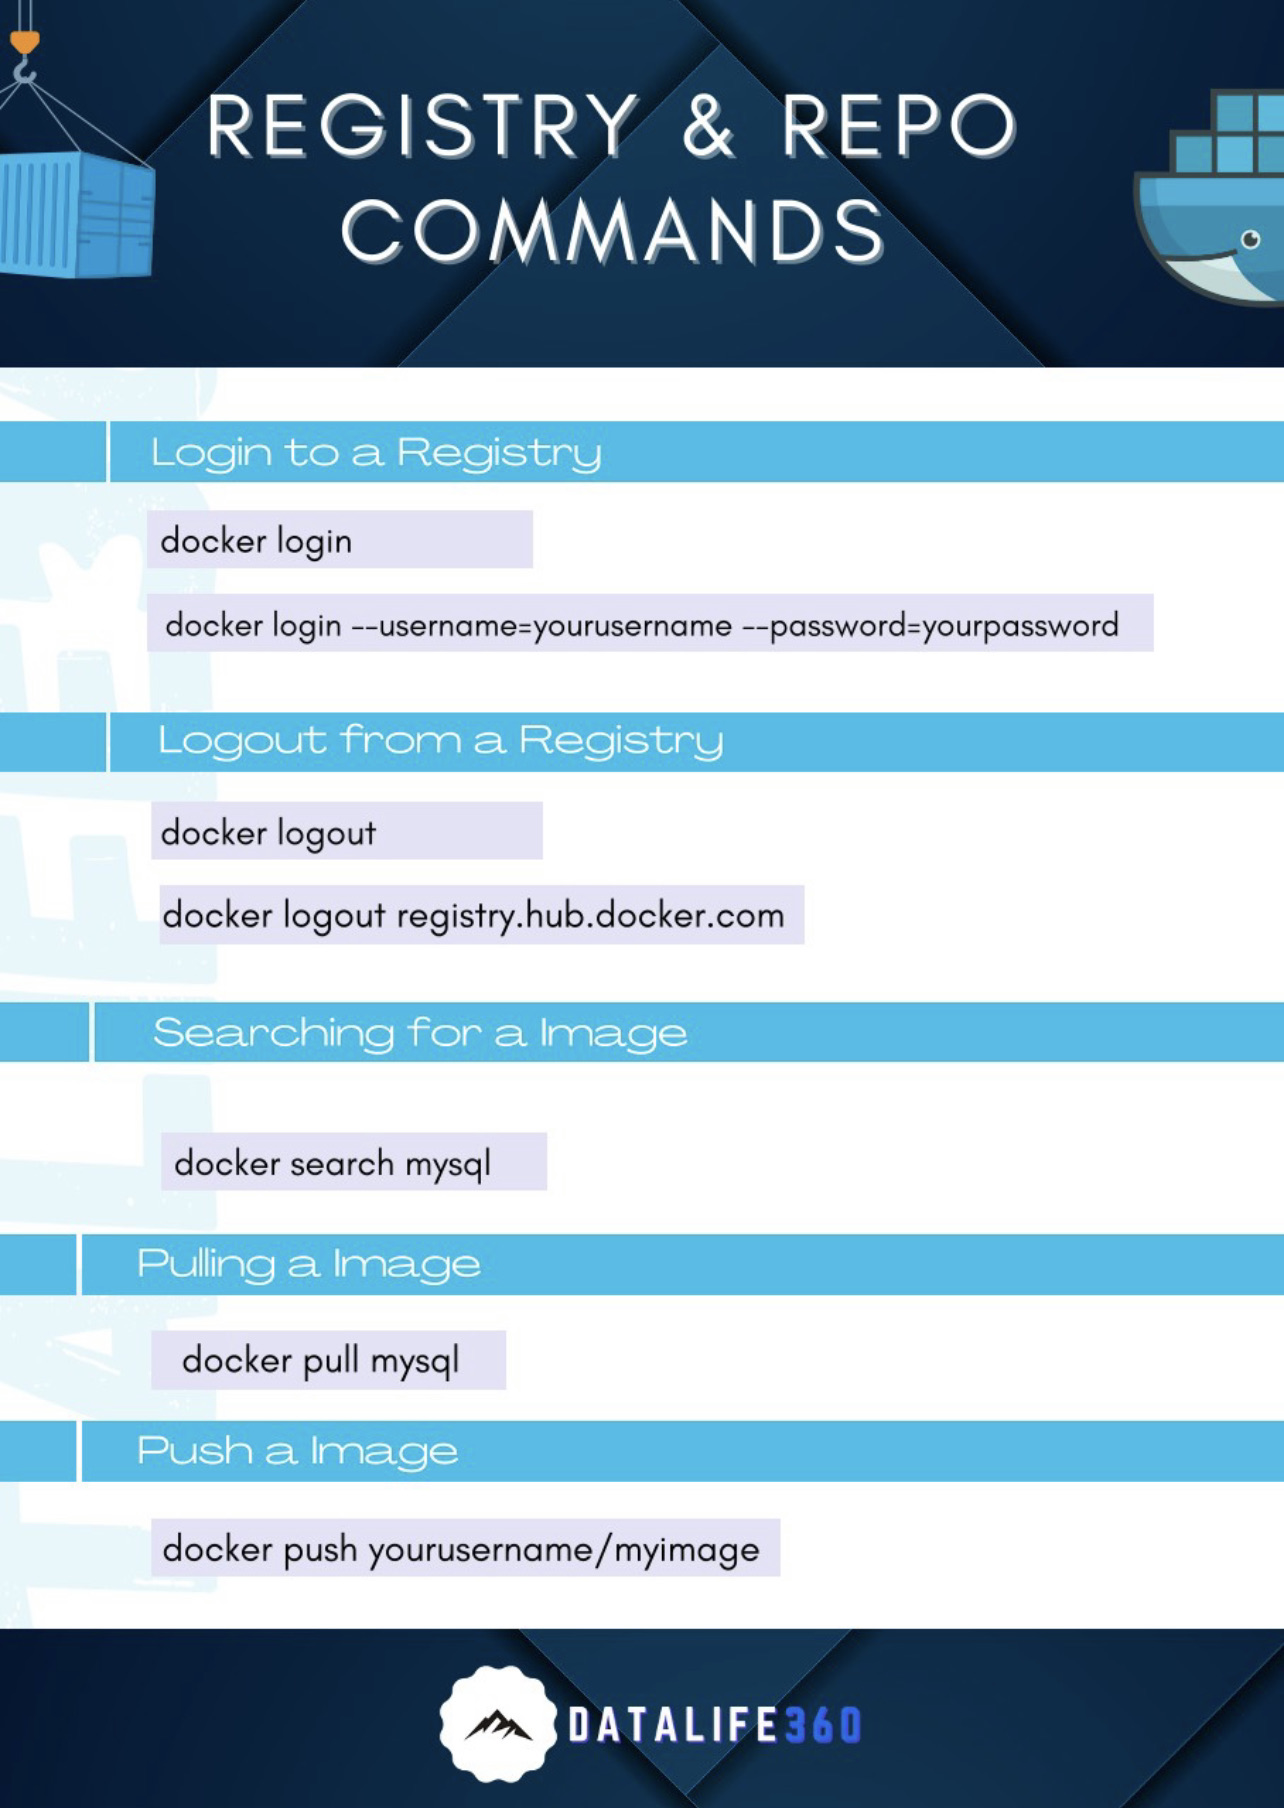 REGISTRY & REPO
COMMANDS
Login to a Registry
docker login
docker login --username=yourusername --password=yourpassword
Logout from a Registry
docker logout
docker logout registry.hub.docker.com
Searching for a Image
docker search mysql
Pulling a Image
docker pull mysql
Push a Image
docker push yourusername/myimage
DATALIFE360